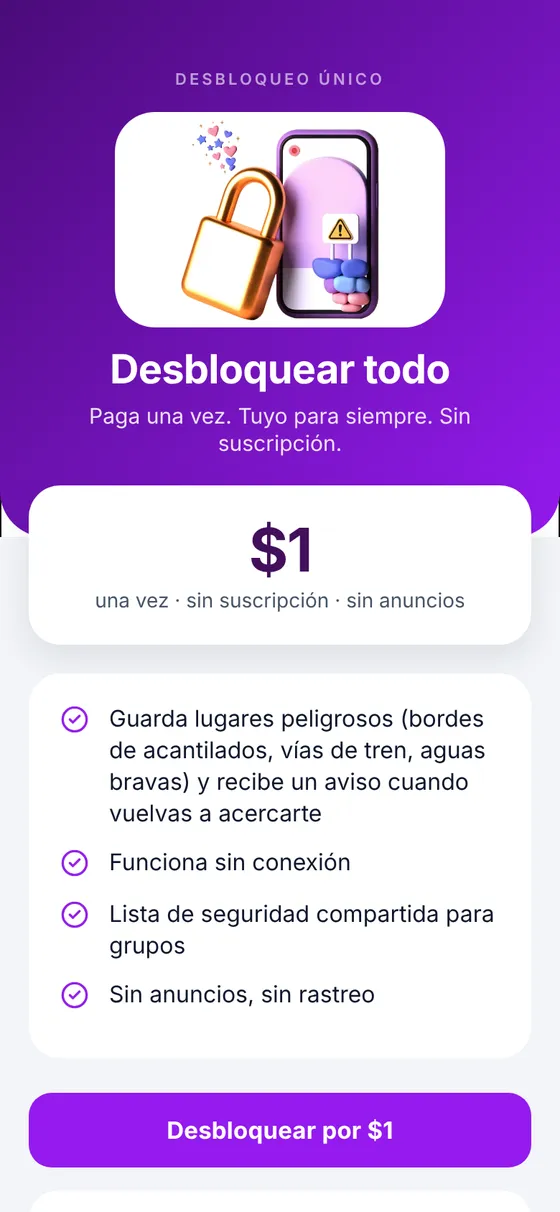 DESBLOQUEO ÚNICO
Desbloquear todo
Paga una vez. Tuyo para siempre. Sin
suscripción.
$1
una vez · sin suscripción · sin anuncios
Guarda lugares peligrosos (bordes
de acantilados, vías de tren, aguas
bravas) y recibe un aviso cuando
vuelvas a acercarte
Funciona sin conexión
Lista de seguridad compartida para
grupos
Sin anuncios, sin rastreo
Desbloquear por $1